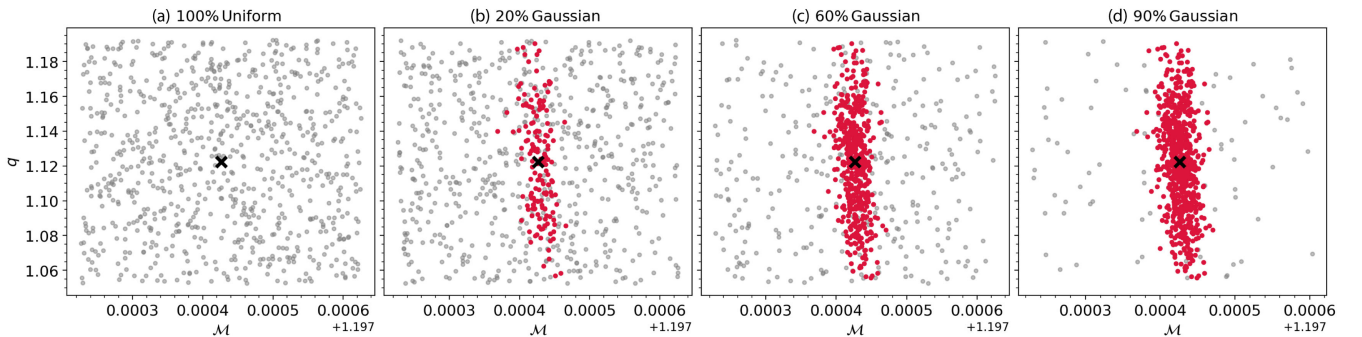 (a) 100% Uniform
(b) 20% Gaussian
(c) 60% Gaussian
(d) 90% Gaussian
1.18
1.16
1.14
1.12
1.10
1.08
1.06
q
0.0003 0.0004 0.0005 0.0006
0.0003 0.0004 0.0005 0.0006
0.0003 0.0004 0.0005 0.0006
0.0003 0.0004 0.0005 0.0006
ℳ +1.197
ℳ +1.197
ℳ +1.197
ℳ +1.197